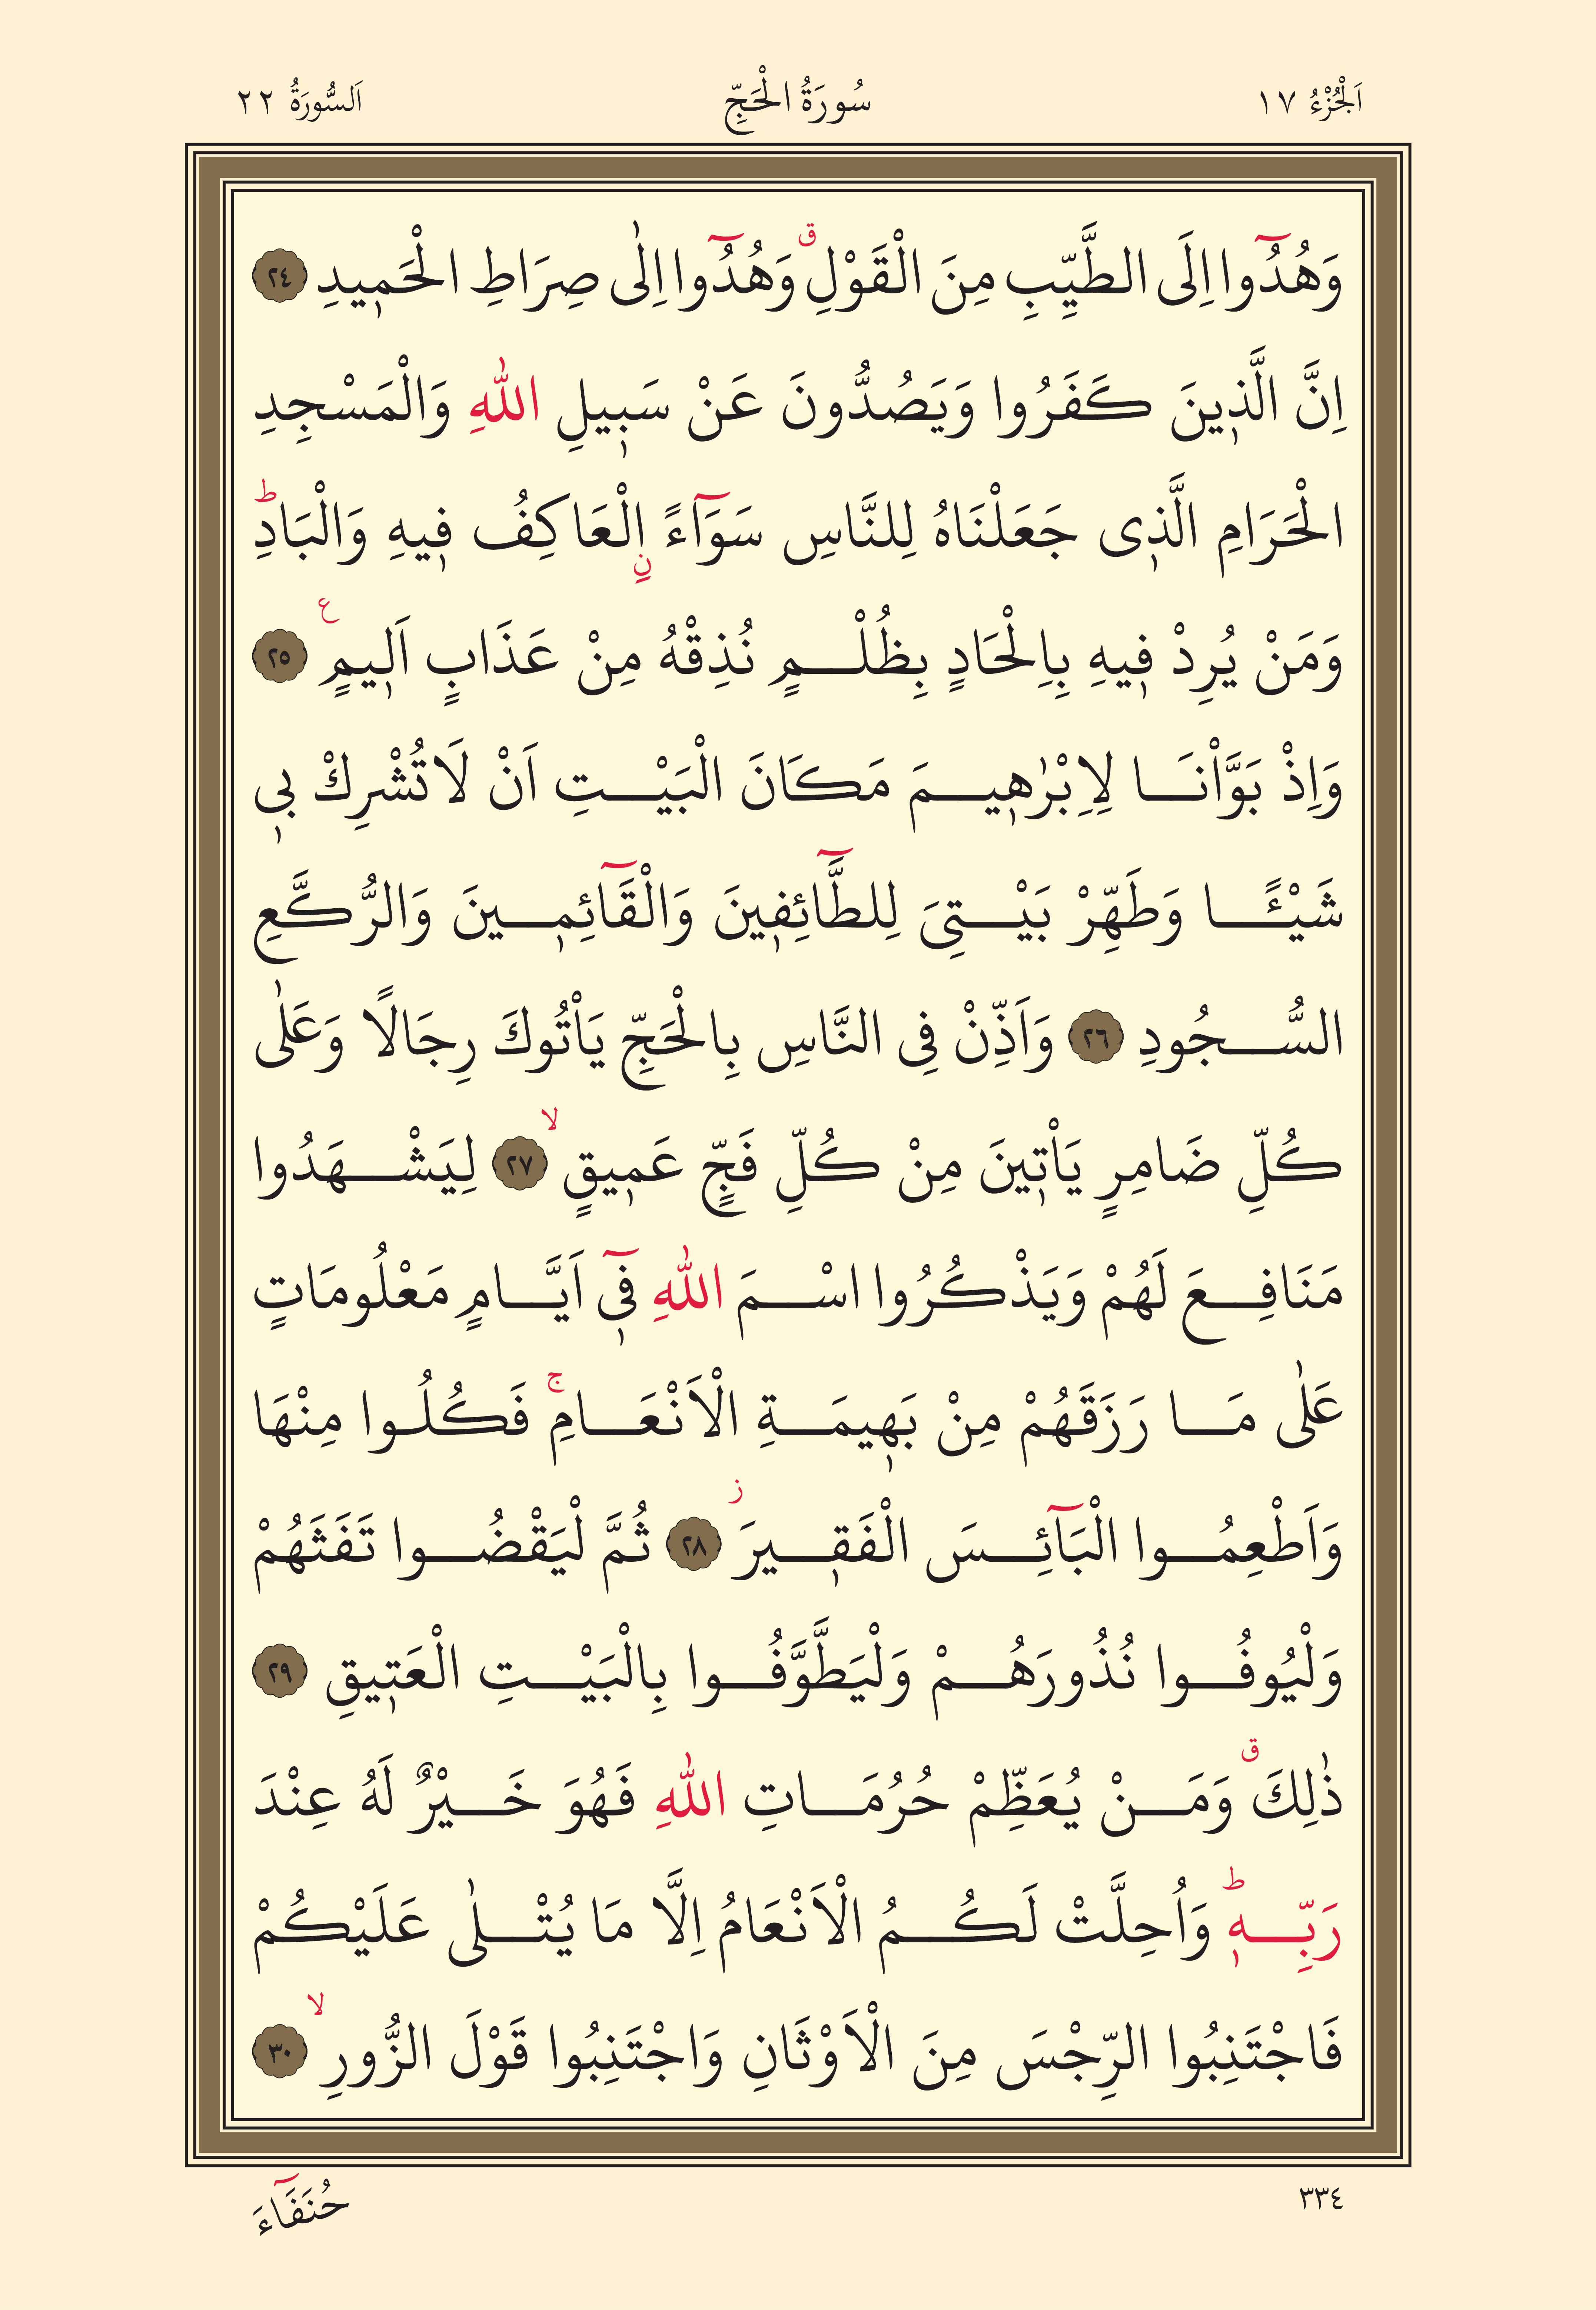 اَلْجُزْءُ ١٧
سُورَةُ الْحَجِّ
اَلسُّورَةُ ٢٢
وَهُدُٓوا اِلَى الطَّيِّبِ مِنَ الْقَوْلِۗ وَهُدُٓوا اِلٰى صِرَاطِ الْحَم۪يدِ ٢٤
اِنَّ الَّذ۪ينَ كَفَرُوا وَيَصُدُّونَ عَنْ سَب۪يلِ اللّٰهِ وَالْمَسْجِدِ
الْحَرَامِ الَّذ۪ى جَعَلْنَاهُ لِلنَّاسِ سَوَٓاءًۨ الْعَاكِفُ ف۪يهِ وَالْبَادِۜ
وَمَنْ يُرِدْ ف۪يهِ بِاِلْحَادٍ بِظُلْمٍ نُذِقْهُ مِنْ عَذَابٍ اَل۪يمٍ ع ٢٥
وَاِذْ بَوَّاْنَا لِاِبْرٰه۪يمَ مَكَانَ الْبَيْتِ اَنْ لَا تُشْرِكْ ب۪ى
شَيْـًٔا وَطَهِّرْ بَيْتِىَ لِلطَّٓائِف۪ينَ وَالْقَٓائِم۪ينَ وَالرُّكَّعِ
السُّجُودِ ٢٦ وَاَذِّنْ فِى النَّاسِ بِالْحَجِّ يَاْتُوكَ رِجَالًا وَعَلٰى
كُلِّ ضَامِرٍ يَاْت۪ينَ مِنْ كُلِّ فَجٍّ عَم۪يقٍۙ ٢٧ لِيَشْهَدُوا
مَنَافِعَ لَهُمْ وَيَذْكُرُوا اسْمَ اللّٰهِ ف۪ٓى اَيَّامٍ مَعْلُومَاتٍ
عَلٰى مَا رَزَقَهُمْ مِنْ بَه۪يمَةِ الْاَنْعَامِۚ فَكُلُوا مِنْهَا
وَاَطْعِمُوا الْبَٓائِسَ الْفَق۪يرَ ز ٢٨ ثُمَّ لْيَقْضُوا تَفَثَهُمْ
وَلْيُوفُوا نُذُورَهُمْ وَلْيَطَّوَّفُوا بِالْبَيْتِ الْعَت۪يقِ ٢٩
ذٰلِكَۗ وَمَنْ يُعَظِّمْ حُرُمَاتِ اللّٰهِ فَهُوَ خَيْرٌ لَهُ عِنْدَ
رَبِّه۪ۜ وَاُحِلَّتْ لَكُمُ الْاَنْعَامُ اِلَّا مَا يُتْلٰى عَلَيْكُمْ
فَاجْتَنِبُوا الرِّجْسَ مِنَ الْاَوْثَانِ وَاجْتَنِبُوا قَوْلَ الزُّورِۙ ٣٠
٣٣٤
حُنَفَٓاءَ